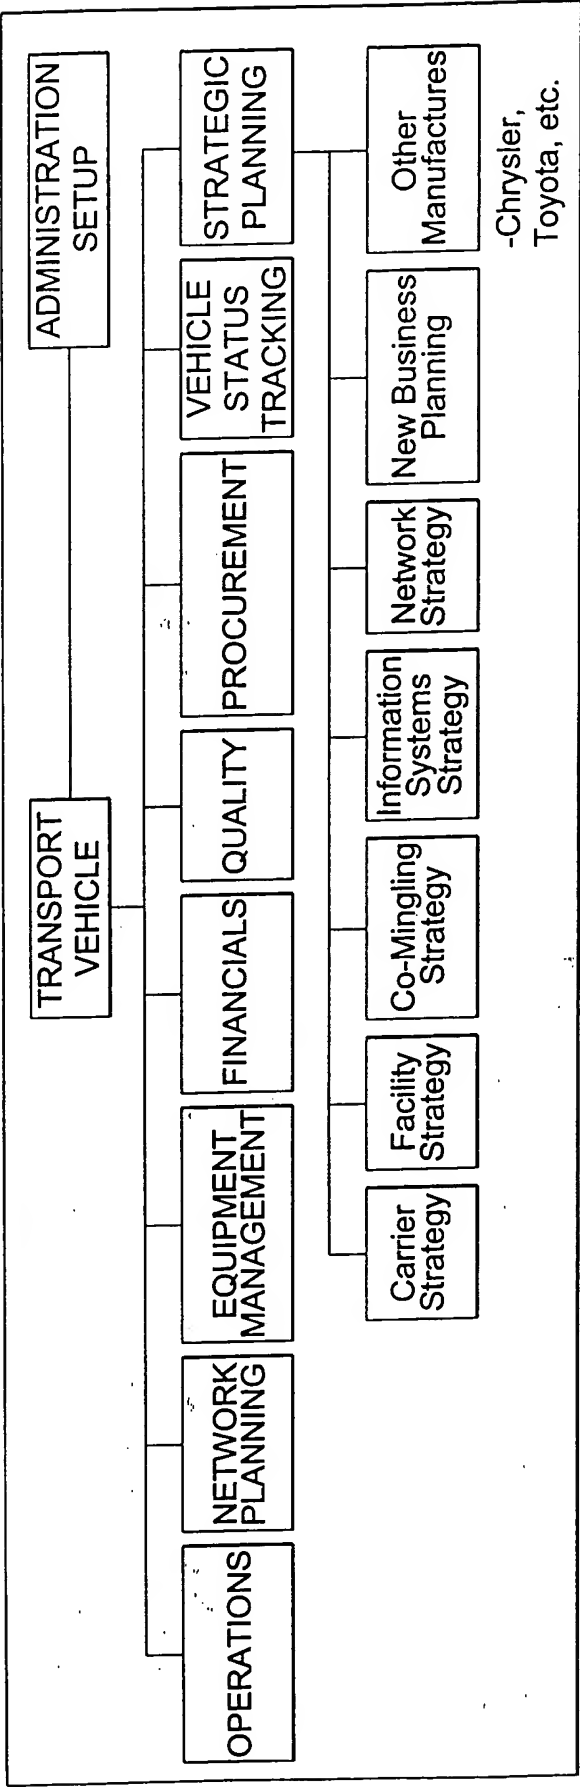 TRANSPORT
VEHICLE
ADMINISTRATION
SETUP
OPERATIONS
NETWORK
PLANNING
EQUIPMENT
MANAGEMENT
FINANCIALS
QUALITY
PROCUREMENT
VEHICLE
STATUS
TRACKING
STRATEGIC
PLANNING
Carrier
Strategy
Facility
Strategy
Co-Mingling
Strategy
Information
Systems
Strategy
Network
Strategy
New Business
Planning
Other
Manufactures
-Chrysler,
Toyota, etc.